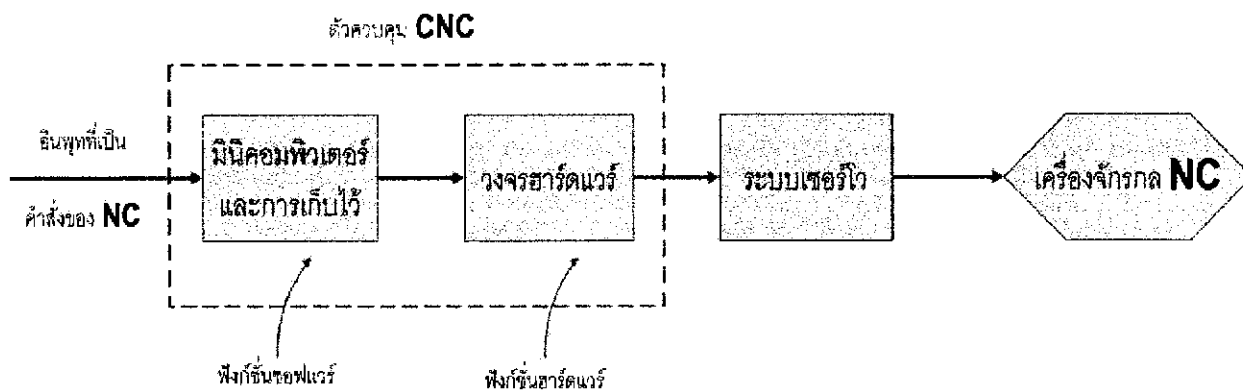 ตัวควบคุม CNC
อินพุทที่เป็น
คำสั่งของ NC
มินิคอมพิวเตอร์
และการเก็บไว้
วงจรฮาร์ดแวร์
ระบบเซอร์โว
เครื่องจักรกล NC
ฟังก์ชั่นซอฟแวร์
ฟังก์ชั่นฮาร์ดแวร์